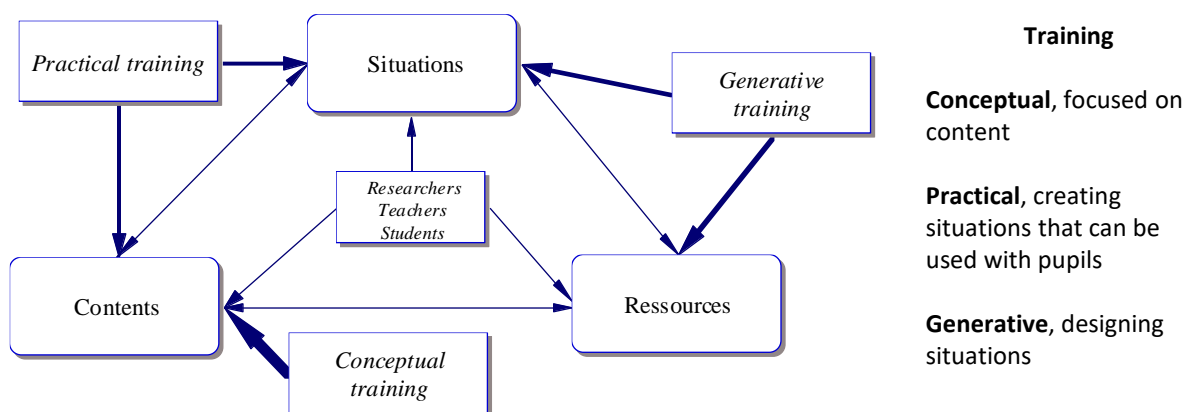 Practical training
Situations
Generative
training
Researchers
Teachers
Students
Contents
Ressources
Conceptual
training
Training
Conceptual, focused on
content
Practical, creating
situations that can be
used with pupils
Generative, designing
situations